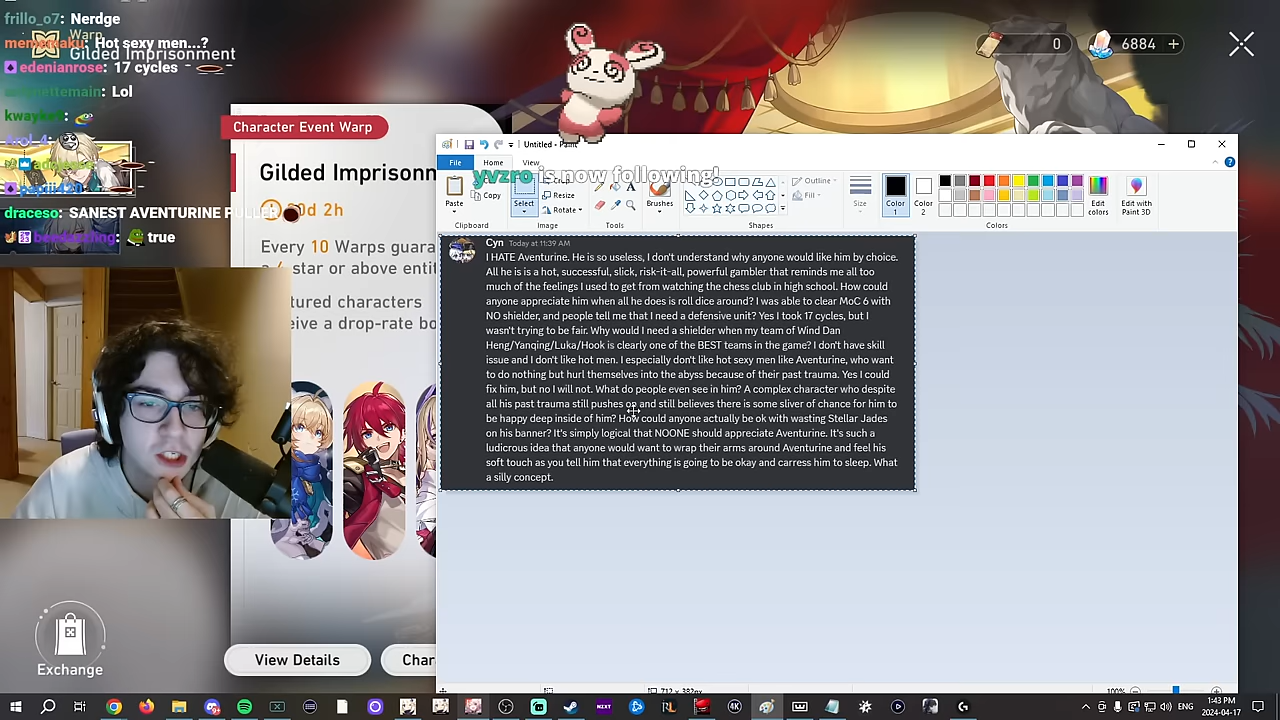 frillo_o7: Nerdge
mememaku: Hot sexy men...?
Warp
Gilded Imprisonment
edenianrose: 17 cycles
Lol
0
6884
draceso: SANEST AVENTURINE PULLER
true
Character Event Warp
Gilded Imprisonm
20d 2h
Every 10 Warps guara
a 4 star or above entit
tured characters
eive a drop-rate bo
Untitled - Paint
yvzro is now following!
File
Home
View
Paste
Copy
Select
Resize
Rotate
Brushes
Outline
Fill
Size
Color
1
Color
2
Edit
colors
Edit with
Paint 3D
Clipboard
Image
Tools
Shapes
Colors
Cyn Today at 11:39 AM
I HATE Aventurine. He is so useless, I don't understand why anyone would like him by choice.
All he is is a hot, successful, slick, risk-it-all, powerful gambler that reminds me all too
much of the feelings I used to get from watching the chess club in high school. How could
anyone appreciate him when all he does is roll dice around? I was able to clear MoC 6 with
NO shielder, and people tell me that I need a defensive unit? Yes I took 17 cycles, but I
wasn't trying to be fair. Why would I need a shielder when my team of Wind Dan
Heng/Yanqing/Luka/Hook is clearly one of the BEST teams in the game? I don't have skill
issue and I don't like hot men. I especially don't like hot sexy men like Aventurine, who want
to do nothing but hurl themselves into the abyss because of their past trauma. Yes I could
fix him, but no I will not. What do people even see in him? A complex character who despite
all his past trauma still pushes on and still believes there is some sliver of chance for him to
be happy deep inside of him? How could anyone actually be ok with wasting Stellar Jades
on his banner? It's simply logical that NOONE should appreciate Aventurine. It's such a
ludicrous idea that anyone would want to wrap their arms around Aventurine and feel his
soft touch as you tell him that everything is going to be okay and carress him to sleep. What
a silly concept.
Exchange
View Details
Char
712 × 382px
100%
NZXT
4K
ENG
1:43 PM
2024-04-17